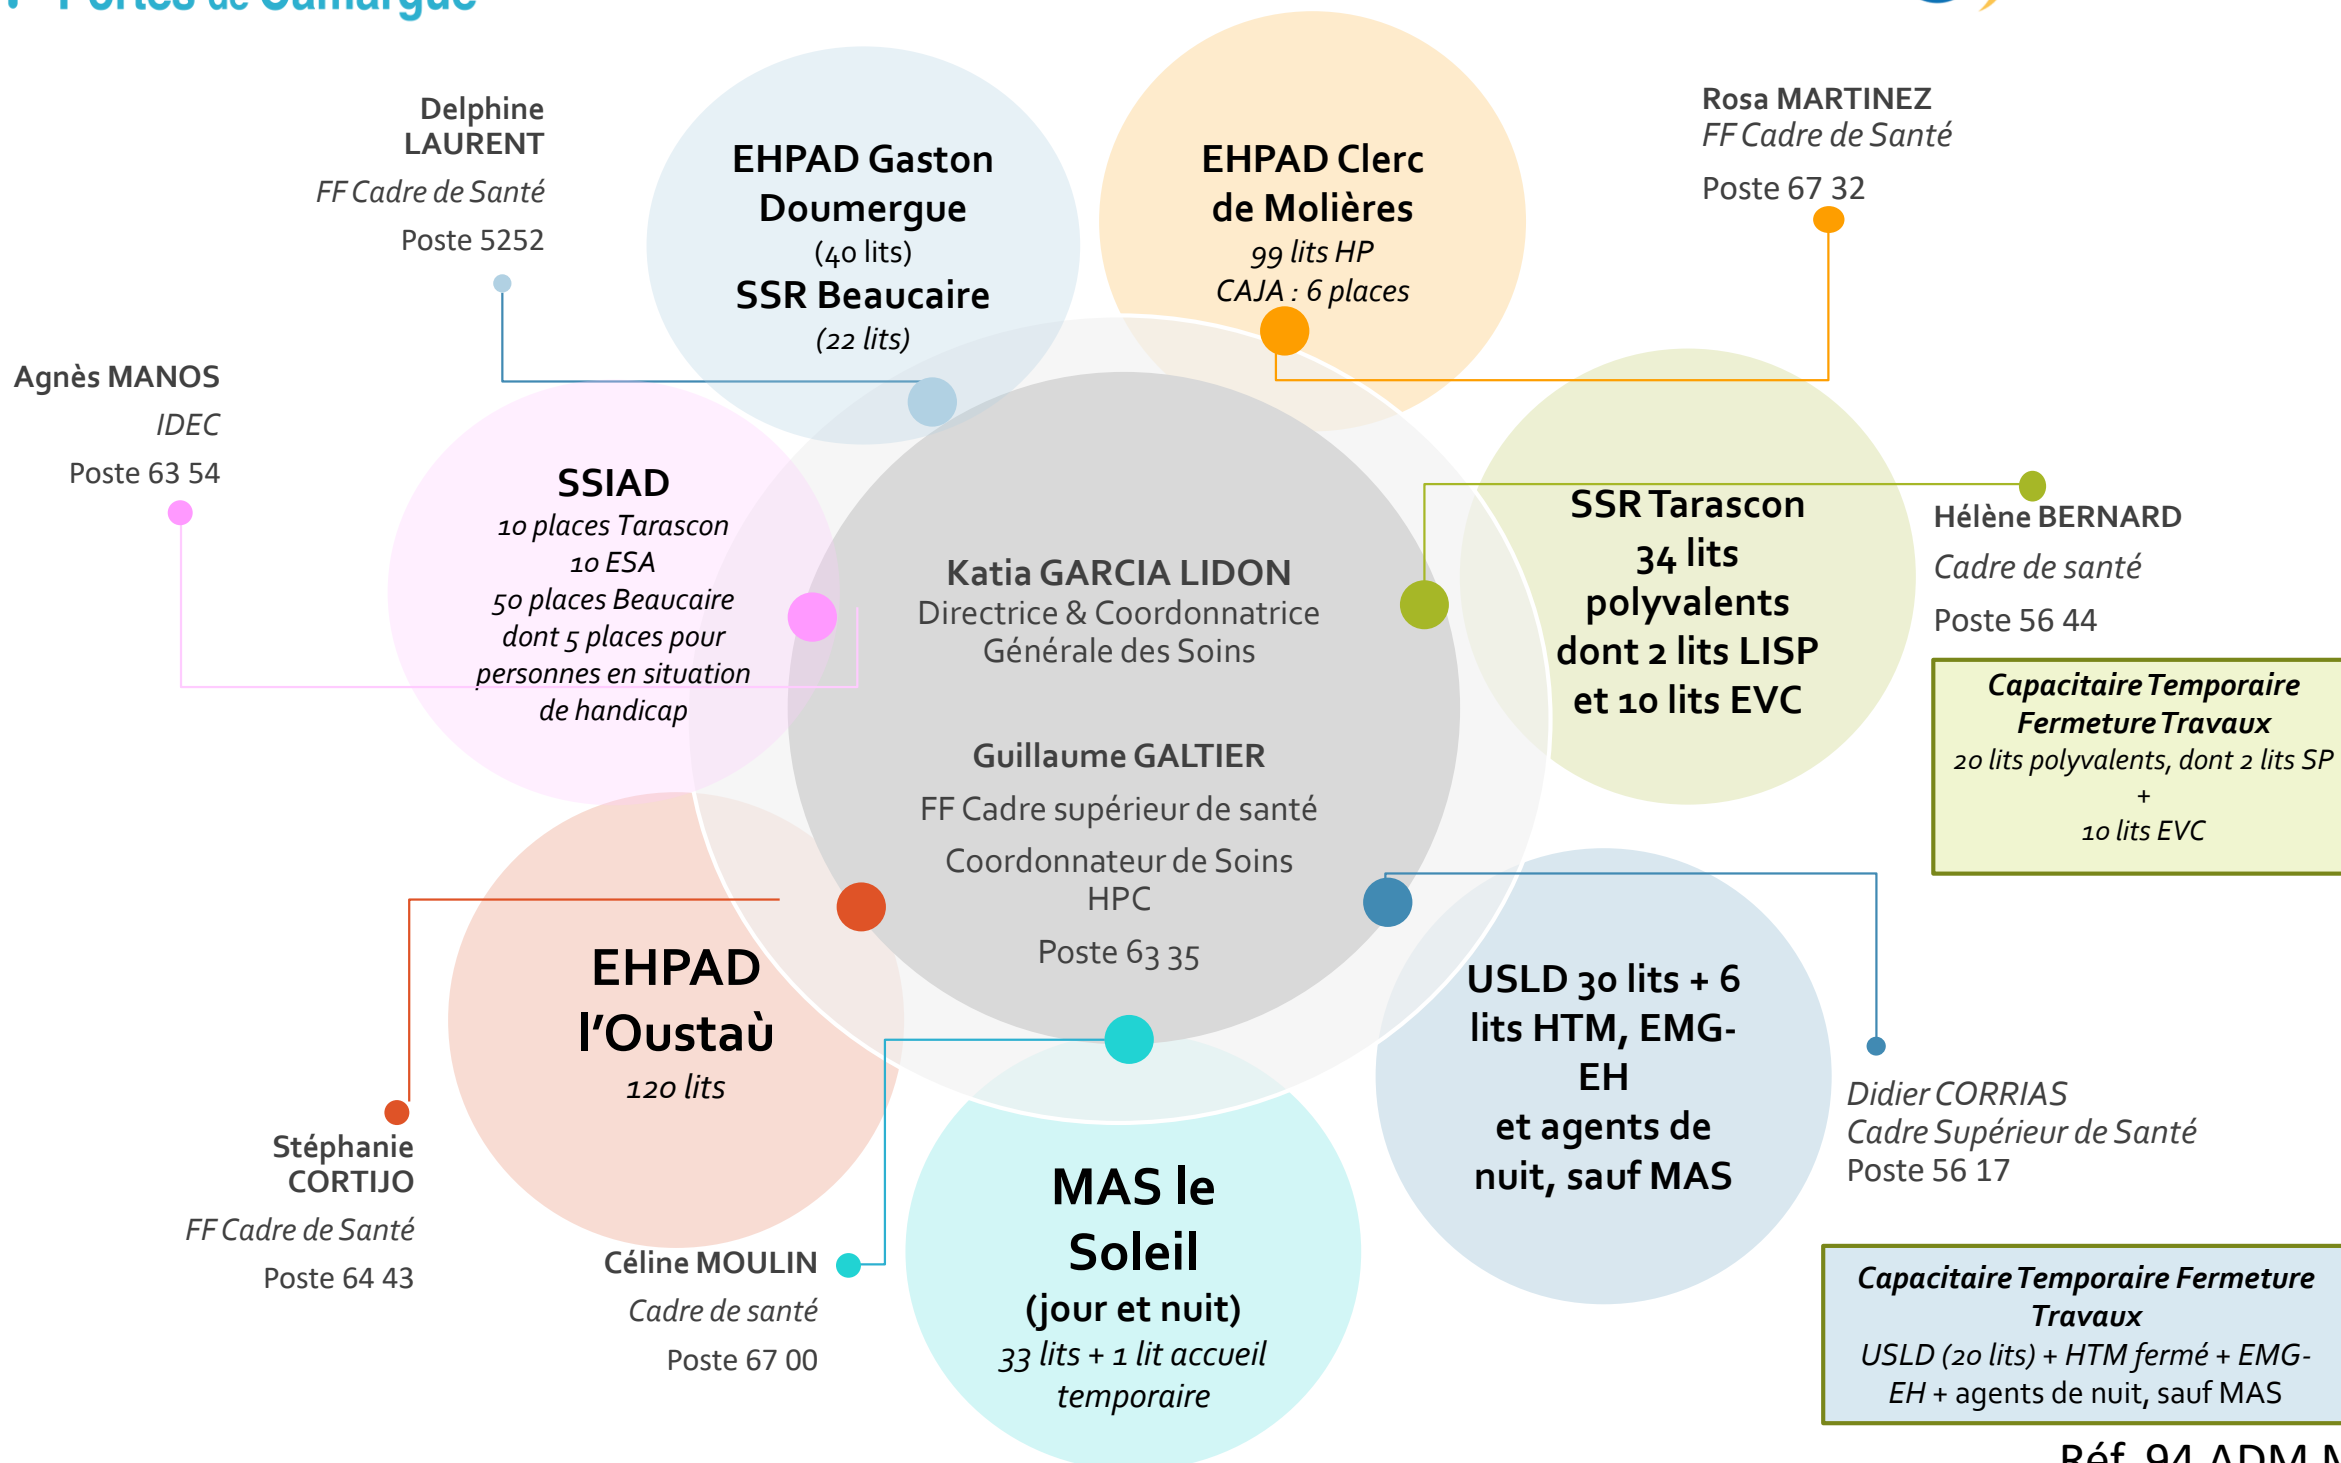 Portes de Camargue
Delphine
LAURENT
FF Cadre de Santé
Poste 5252
EHPAD Gaston
Doumergue
(40 lits)
SSR Beaucaire
(22 lits)
EHPAD Clerc
de Molières
99 lits HP
CAJA : 6 places
Rosa MARTINEZ
FF Cadre de Santé
Poste 67 32
Agnès MANOS
IDEC
Poste 63 54
SSIAD
10 places Tarascon
10 ESA
50 places Beaucaire
dont 5 places pour
personnes en situation
de handicap
Katia GARCIA LIDON
Directrice & Coordonnatrice
Générale des Soins
Guillaume GALTIER
FF Cadre supérieur de santé
Coordonnateur de Soins
HPC
Poste 63 35
SSR Tarascon
34 lits
polyvalents
dont 2 lits LISP
et 10 lits EVC
Hélène BERNARD
Cadre de santé
Poste 56 44
Capacitaire Temporaire
Fermeture Travaux
20 lits polyvalents, dont 2 lits SP
+
10 lits EVC
EHPAD
l’Oustaù
120 lits
Stéphanie
CORTIJO
FF Cadre de Santé
Poste 64 43
Céline MOULIN
Cadre de santé
Poste 67 00
MAS le
Soleil
(jour et nuit)
33 lits + 1 lit accueil
temporaire
USLD 30 lits + 6
lits HTM, EMG-
EH
et agents de
nuit, sauf MAS
Didier CORRIAS
Cadre Supérieur de Santé
Poste 56 17
Capacitaire Temporaire Fermeture
Travaux
USLD (20 lits) + HTM fermé + EMG-
EH + agents de nuit, sauf MAS
Réf. 94 ADM M